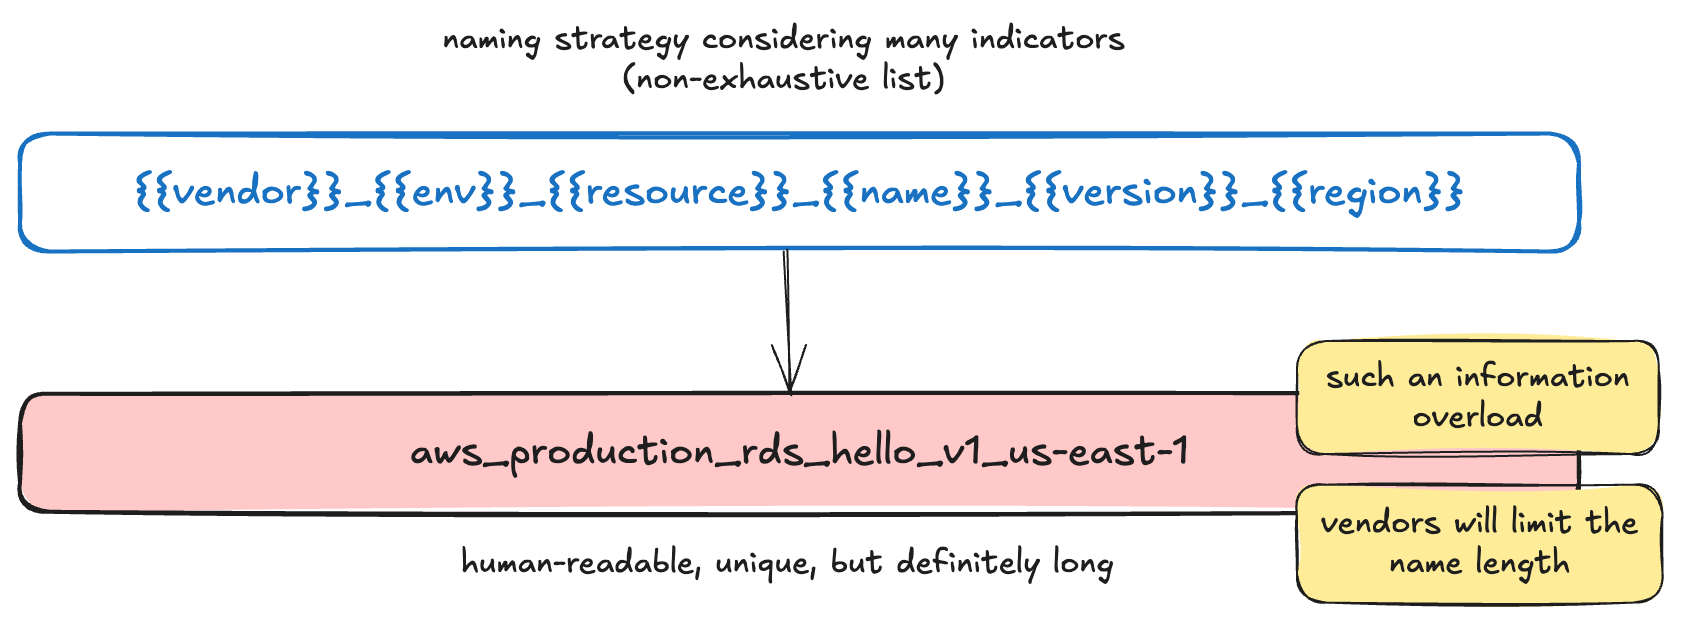 naming strategy considering many indicators
(non-exhaustive list)
{{vendor}}_{{env}}_{{resource}}_{{name}}_{{version}}_{{region}}
such an information
overload
aws_production_rds_hello_v1_us-east-1
vendors will limit the
name length
human-readable, unique, but definitely long